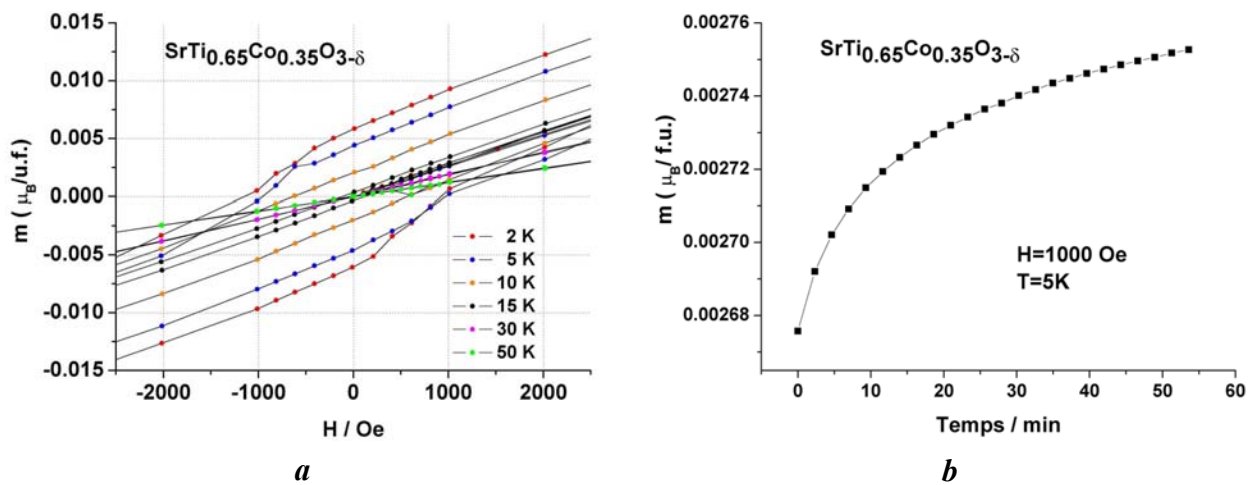 0.015
0.010
0.005
0.000
-0.005
-0.010
-0.015
m ( μB/u.f.)
SrTi0.65Co0.35O3-δ
2 K
5 K
10 K
15 K
30 K
50 K
-2000
-1000
0
1000
2000
H / Oe
a
0.00276
0.00274
0.00272
0.00270
0.00268
m ( μB/ f.u.)
SrTi0.65Co0.35O3-δ
H=1000 Oe
T=5K
0
10
20
30
40
50
60
Temps / min
b